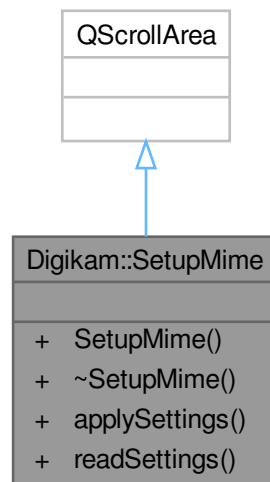 QScrollArea
Digikam::SetupMime
+ SetupMime()
+ ~SetupMime()
+ applySettings()
+ readSettings()